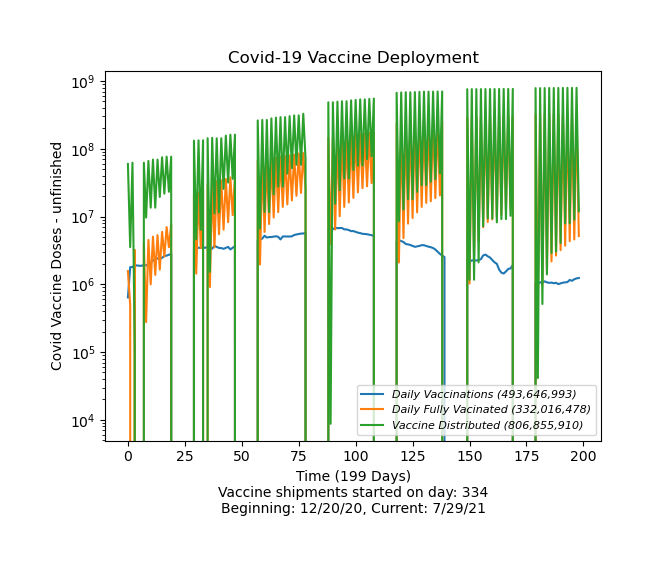 Covid-19 Vaccine Deployment
Covid Vaccine Doses - unfinished
10⁹
10⁸
10⁷
10⁶
10⁵
10⁴
0 25 50 75 100 125 150 175 200
Daily Vaccinations (493,646,993)
Daily Fully Vacinated (332,016,478)
Vaccine Distributed (806,855,910)
Time (199 Days)
Vaccine shipments started on day: 334
Beginning: 12/20/20, Current: 7/29/21